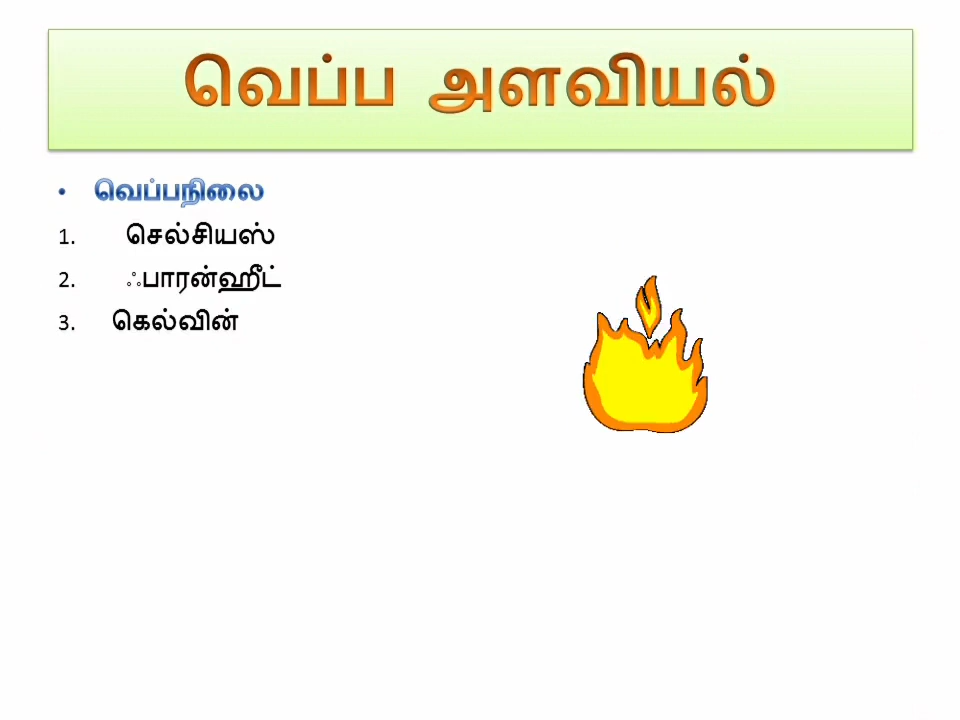 வெப்ப அளவியல்
• வெப்பநிலை
1. செல்சியஸ்
2. ஃபாரன்ஹீட்
3. கெல்வின்